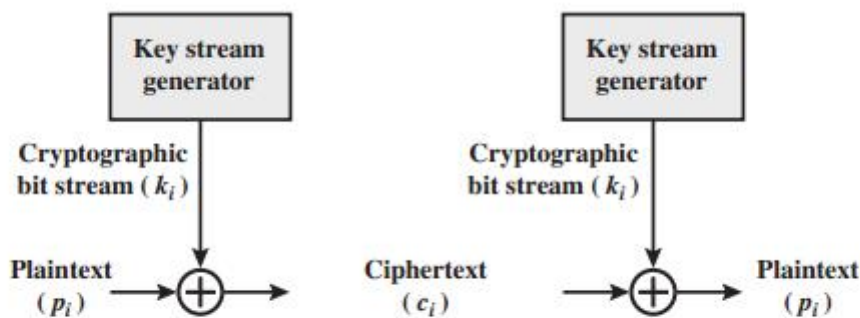 Key stream
generator
Cryptographic
bit stream ( kᵢ )
Plaintext
( pᵢ )
Ciphertext
( cᵢ )
Key stream
generator
Cryptographic
bit stream ( kᵢ )
Plaintext
( pᵢ )